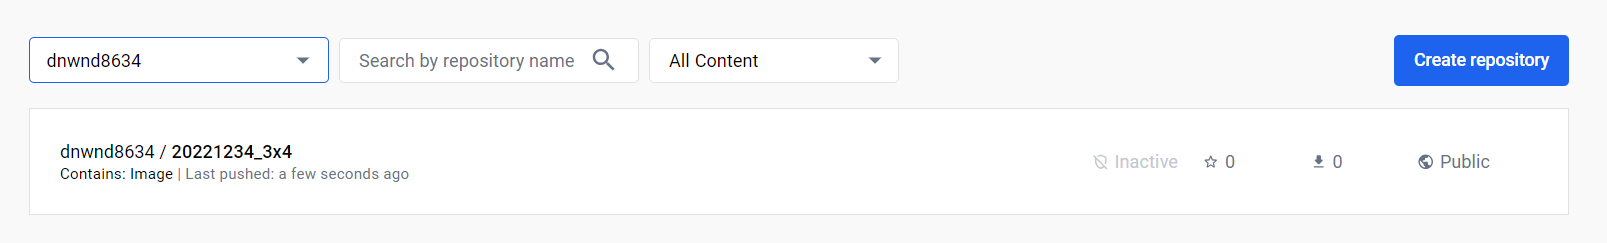 dnwnd8634 Search by repository name All Content Create repository
dnwnd8634 / 20221234_3x4 Inactive 0 0 Public
Contains: Image | Last pushed: a few seconds ago